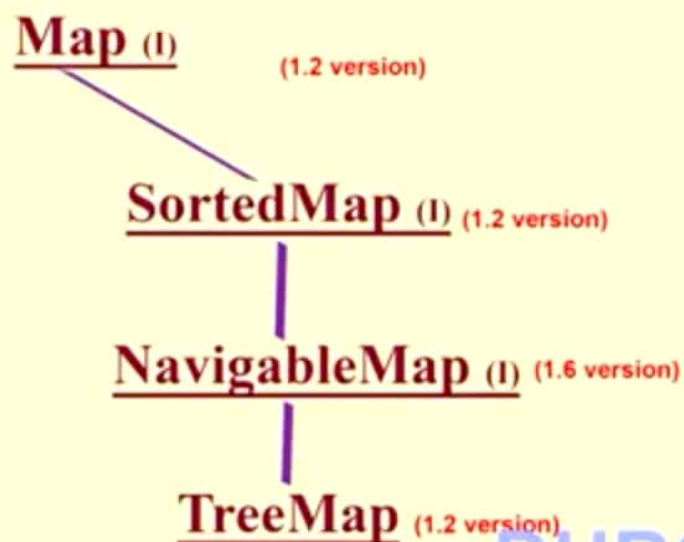 Map (I)
(1.2 version)
SortedMap (I) (1.2 version)
NavigableMap (I) (1.6 version)
TreeMap (1.2 version)